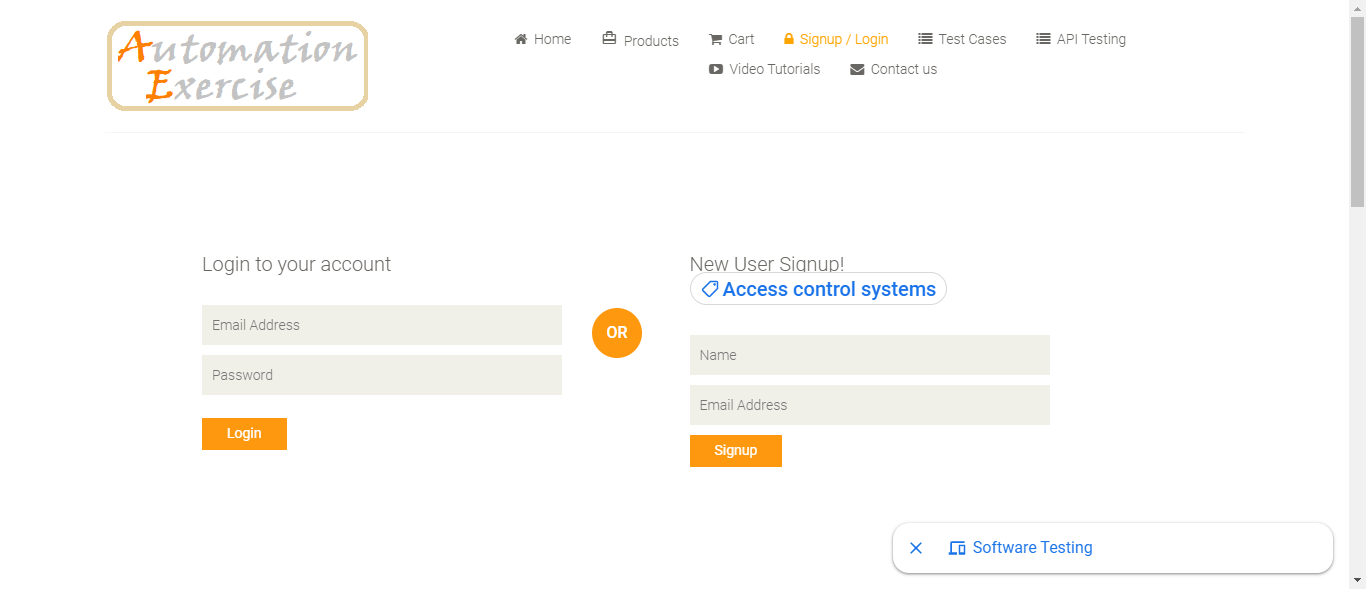 Automation
Exercise
Home
Products
Cart
Signup / Login
Test Cases
API Testing
Video Tutorials
Contact us
Login to your account
Email Address
Password
Login
OR
New User Signup!
Access control systems
Name
Email Address
Signup
Software Testing